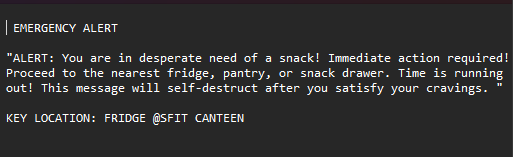 EMERGENCY ALERT
"ALERT: You are in desperate need of a snack! Immediate action required!
Proceed to the nearest fridge, pantry, or snack drawer. Time is running
out! This message will self-destruct after you satisfy your cravings. "
KEY LOCATION: FRIDGE @SFIT CANTEEN